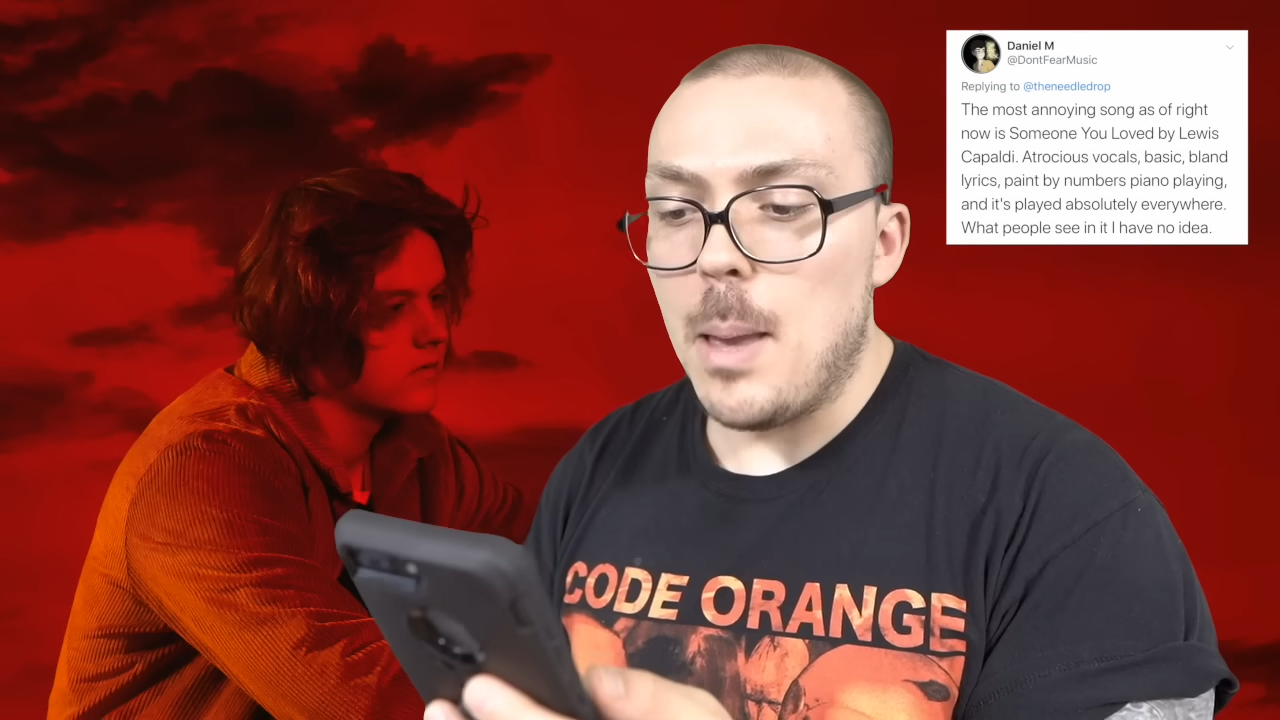 Daniel M
@DontFearMusic
Replying to @theneedledrop
The most annoying song as of right
now is Someone You Loved by Lewis
Capaldi. Atrocious vocals, basic, bland
lyrics, paint by numbers piano playing,
and it's played absolutely everywhere.
What people see in it I have no idea.
CODE ORANGE